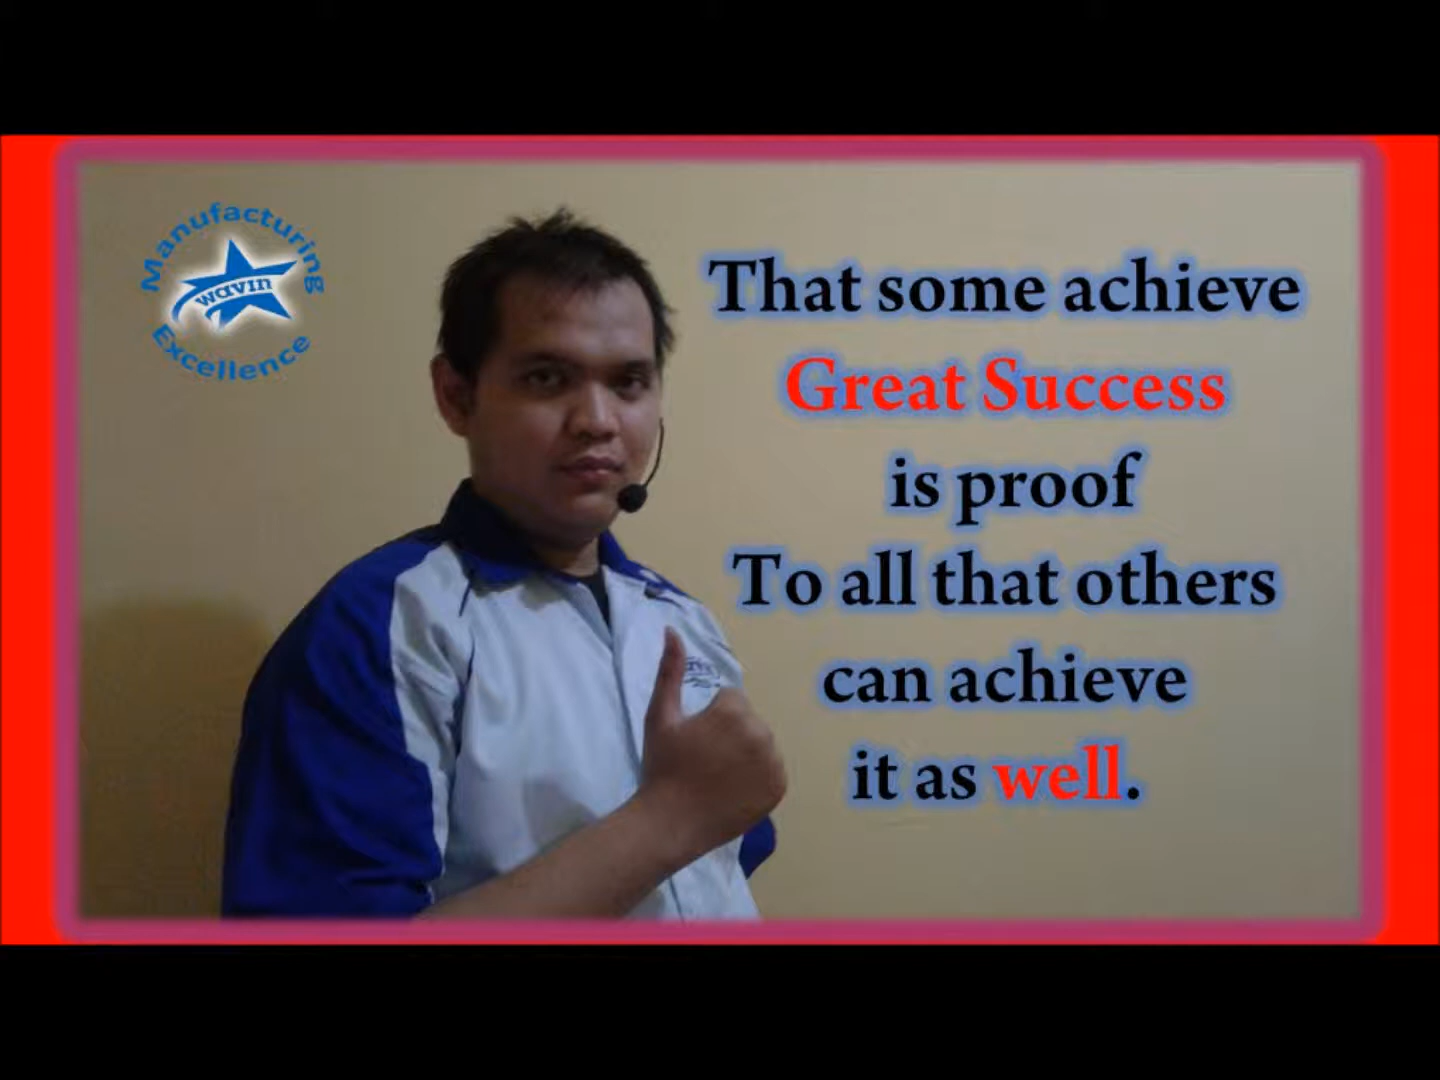 Manufacturing
wavin
Excellence
That some achieve
Great Success
is proof
To all that others
can achieve
it as well.